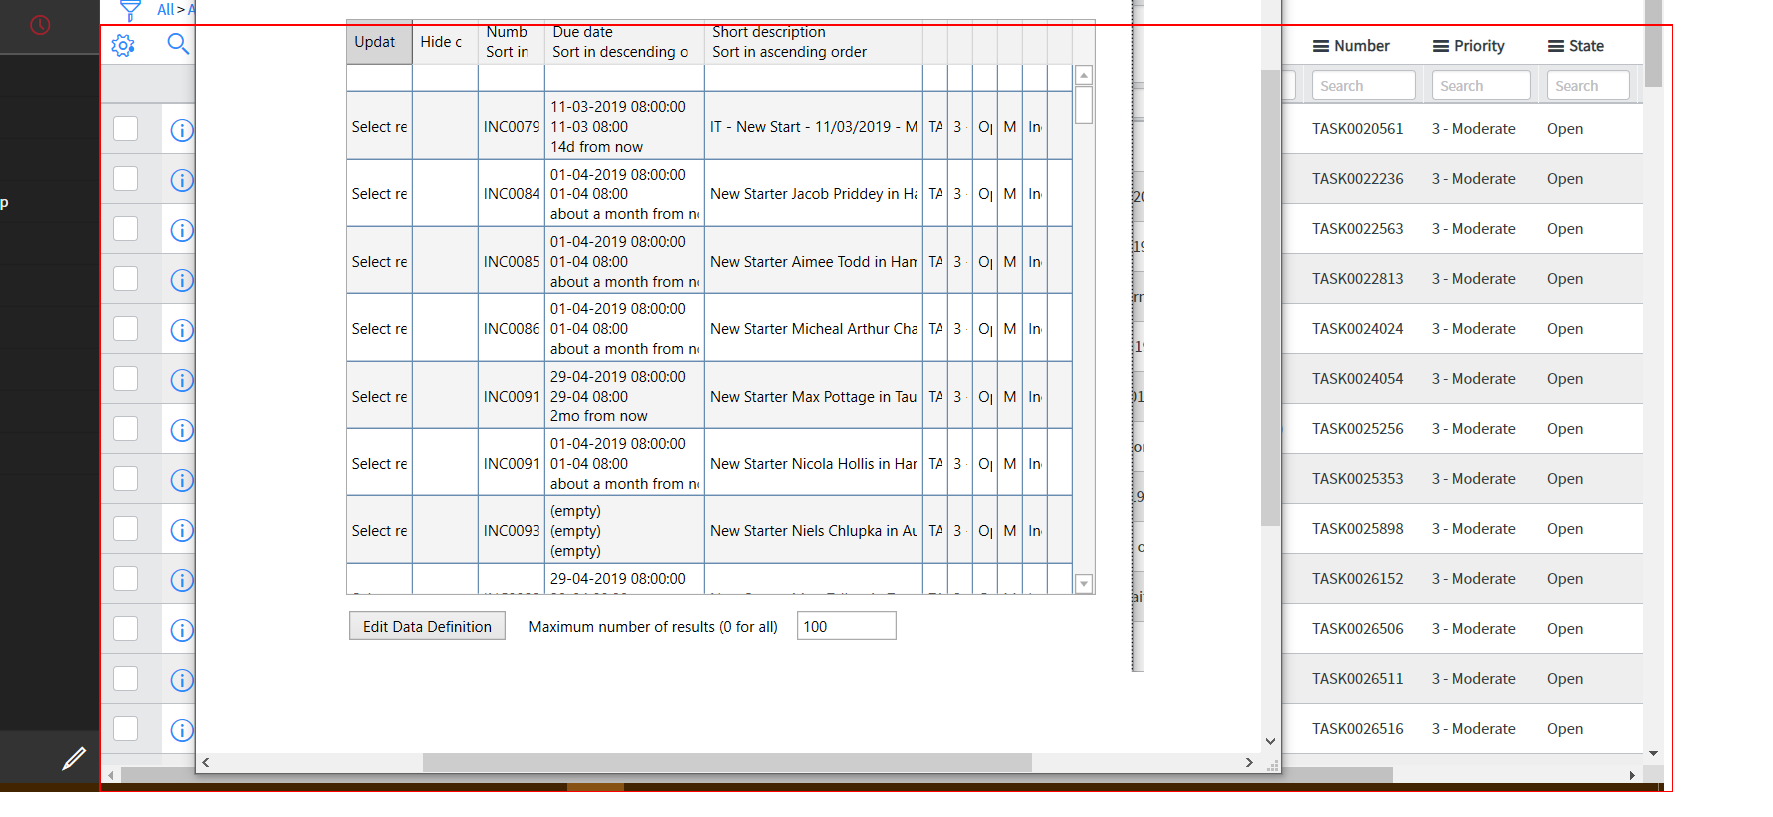 All > A
Updat
Hide c
Numb
Sort in
Due date
Sort in descending o
Short description
Sort in ascending order
Number
Priority
State
Search
Search
Search
Select re
INC0079
11-03-2019 08:00:00
11-03 08:00
14d from now
IT - New Start - 11/03/2019 - M
TA
3 -
M
Select re
INC0084
01-04-2019 08:00:00
01-04 08:00
about a month from n
New Starter Jacob Priddey in Ha
TA
3
M
Select re
INC0085
01-04-2019 08:00:00
01-04 08:00
about a month from n
New Starter Aimee Todd in Ham
TA
3
M
Select re
INC0086
01-04-2019 08:00:00
01-04 08:00
about a month from n
New Starter Micheal Arthur Cha
TA
3
M
Select re
INC0091
29-04-2019 08:00:00
29-04 08:00
2mo from now
New Starter Max Pottage in Tau
TA
3
M
Select re
INC0091
01-04-2019 08:00:00
01-04 08:00
about a month from n
New Starter Nicola Hollis in Har
TA
3
M
Select re
INC0093
(empty)
(empty)
(empty)
New Starter Niels Chlupka in Au
TA
3
M
29-04-2019 08:00:00
Edit Data Definition
Maximum number of results (0 for all)
100
p
TASK0020561 3 - Moderate Open
TASK0022236 3 - Moderate Open
TASK0022563 3 - Moderate Open
TASK0022813 3 - Moderate Open
TASK0024024 3 - Moderate Open
TASK0024054 3 - Moderate Open
TASK0025256 3 - Moderate Open
TASK0025353 3 - Moderate Open
TASK0025898 3 - Moderate Open
TASK0026152 3 - Moderate Open
TASK0026506 3 - Moderate Open
TASK0026511 3 - Moderate Open
TASK0026516 3 - Moderate Open